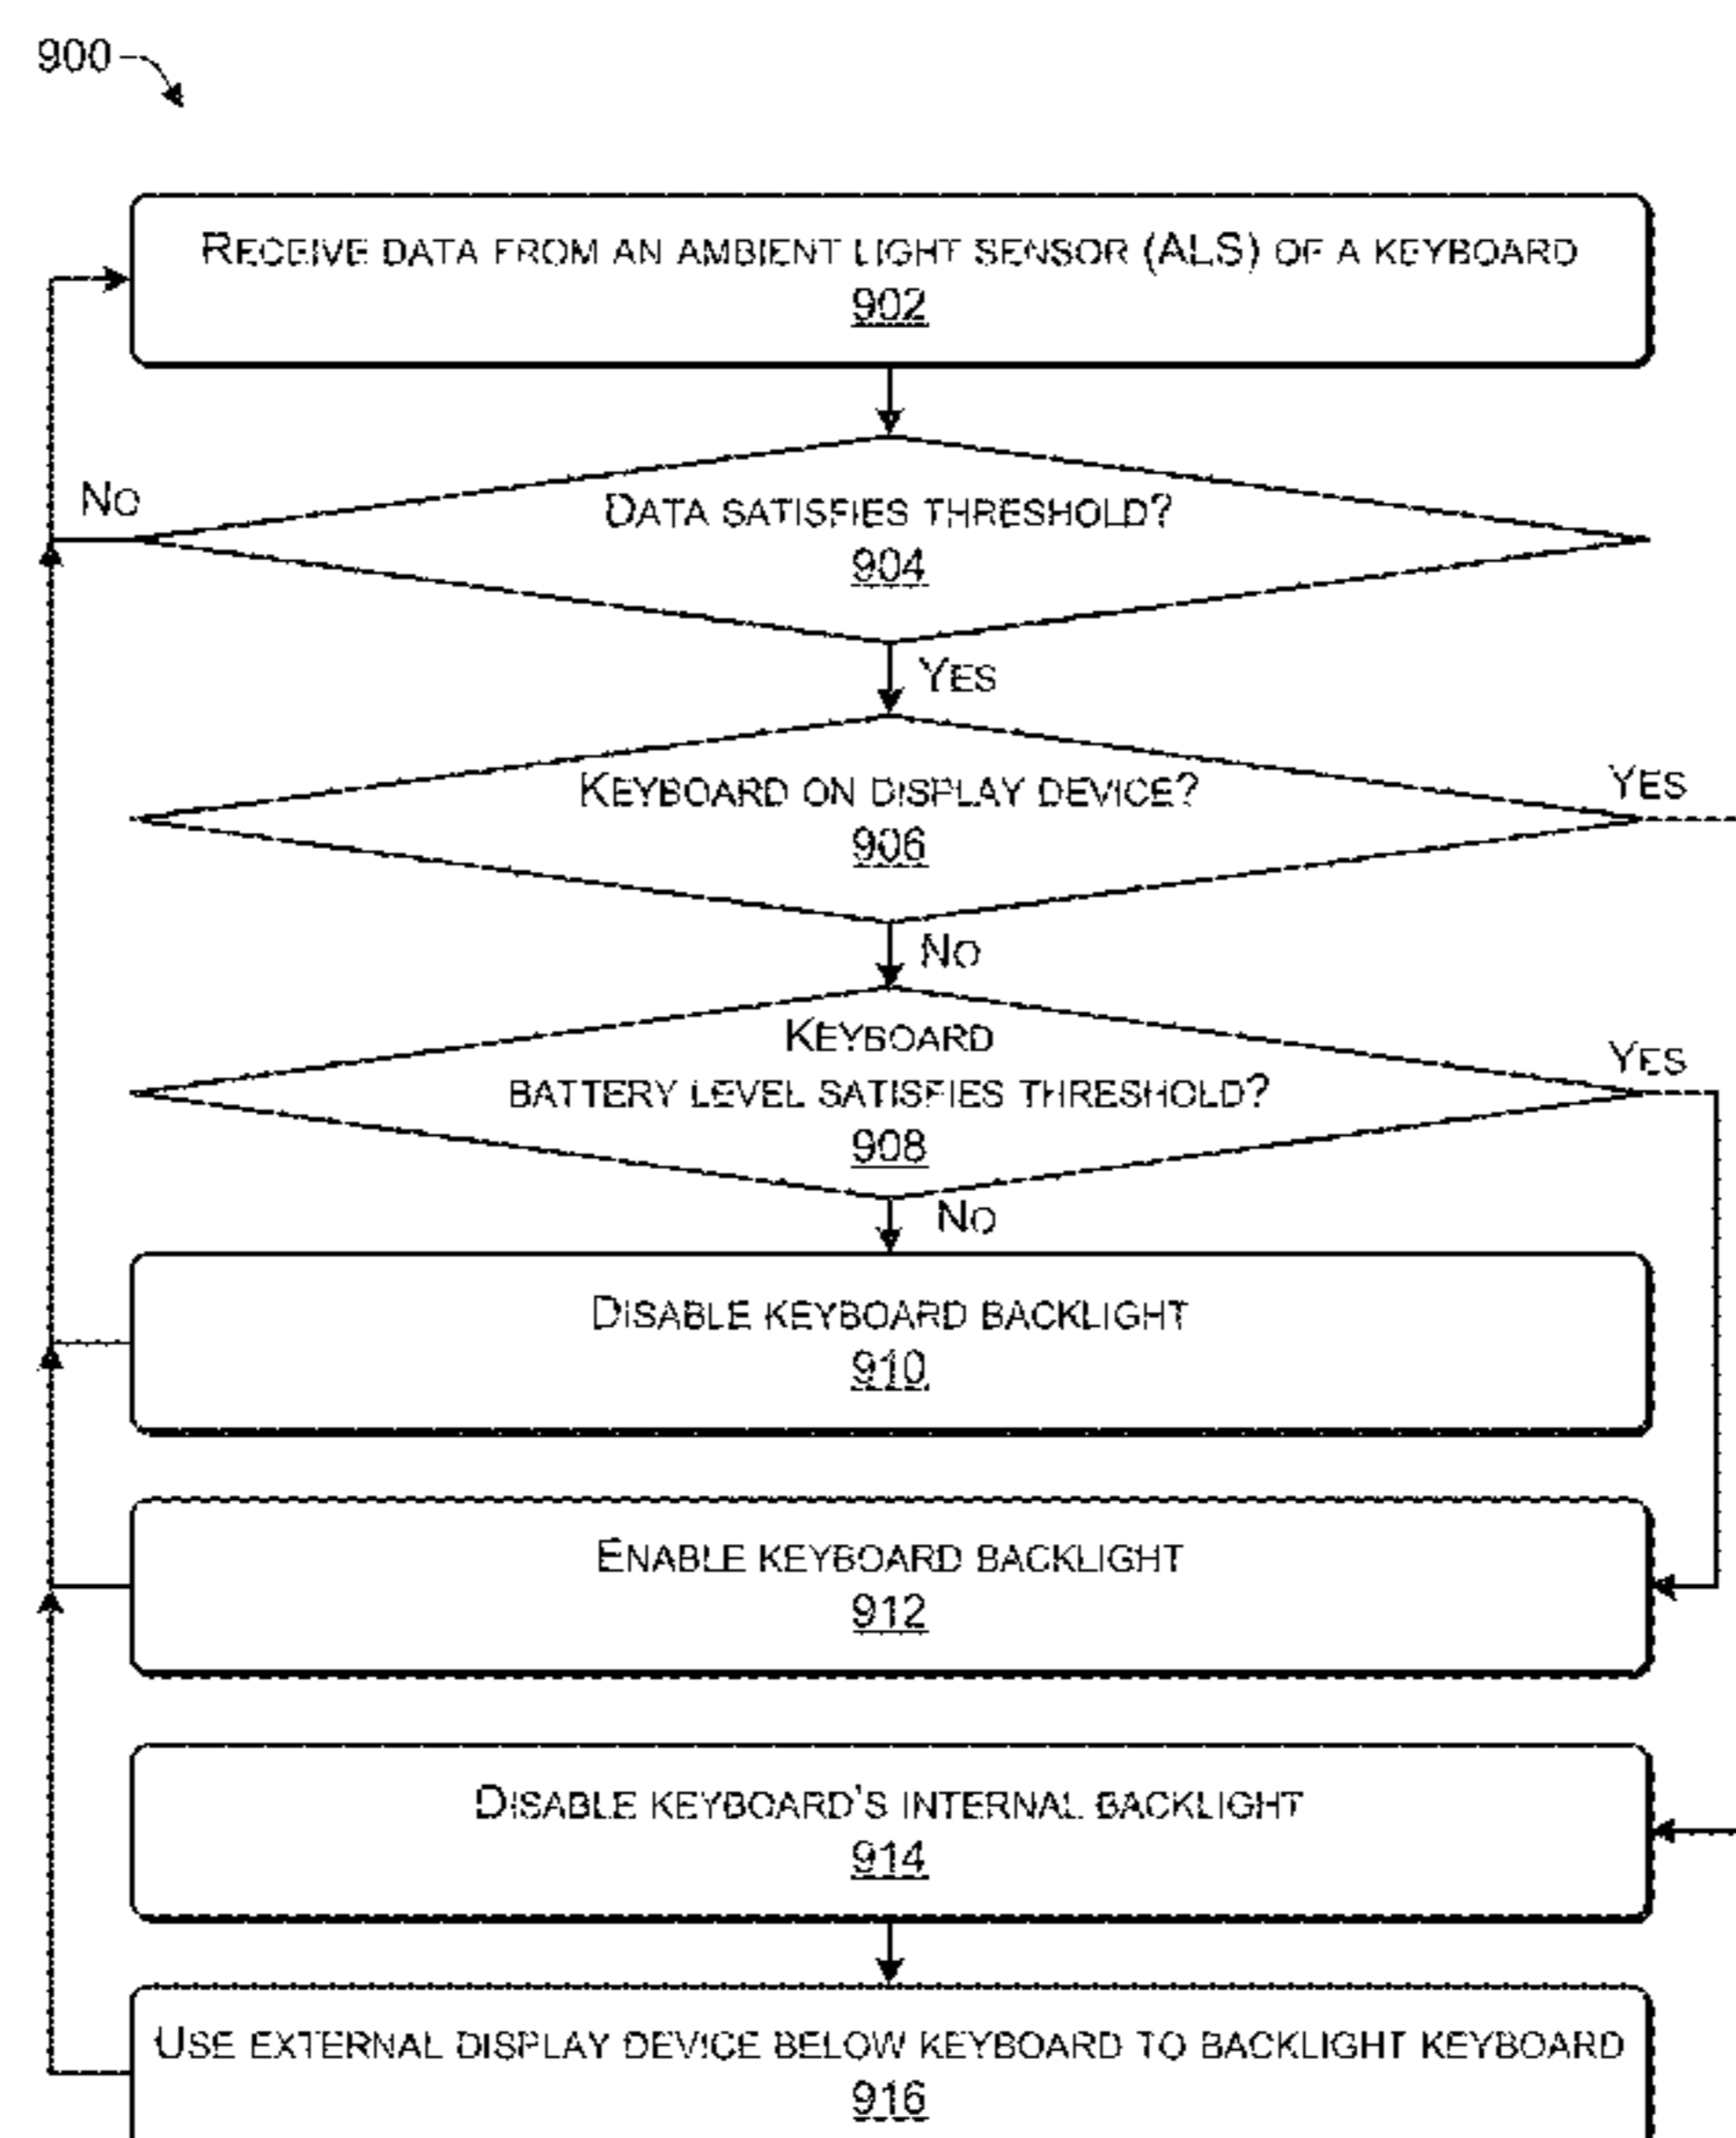 900
RECEIVE DATA FROM AN AMBIENT LIGHT SENSOR (ALS) OF A KEYBOARD
902
NO
DATA SATISFIES THRESHOLD?
904
YES
KEYBOARD ON DISPLAY DEVICE?
906
YES
NO
KEYBOARD
BATTERY LEVEL SATISFIES THRESHOLD?
908
YES
NO
DISABLE KEYBOARD BACKLIGHT
910
ENABLE KEYBOARD BACKLIGHT
912
DISABLE KEYBOARD'S INTERNAL BACKLIGHT
914
USE EXTERNAL DISPLAY DEVICE BELOW KEYBOARD TO BACKLIGHT KEYBOARD
916